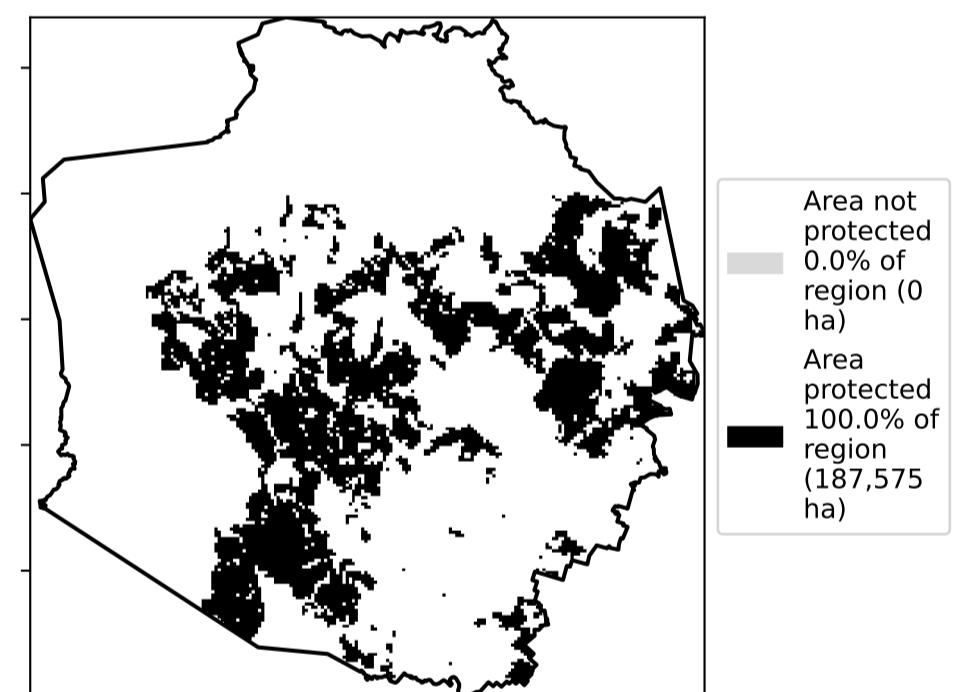 Area not
protected
0.0% of
region (0
ha)
Area
protected
100.0% of
region
(187,575
ha)